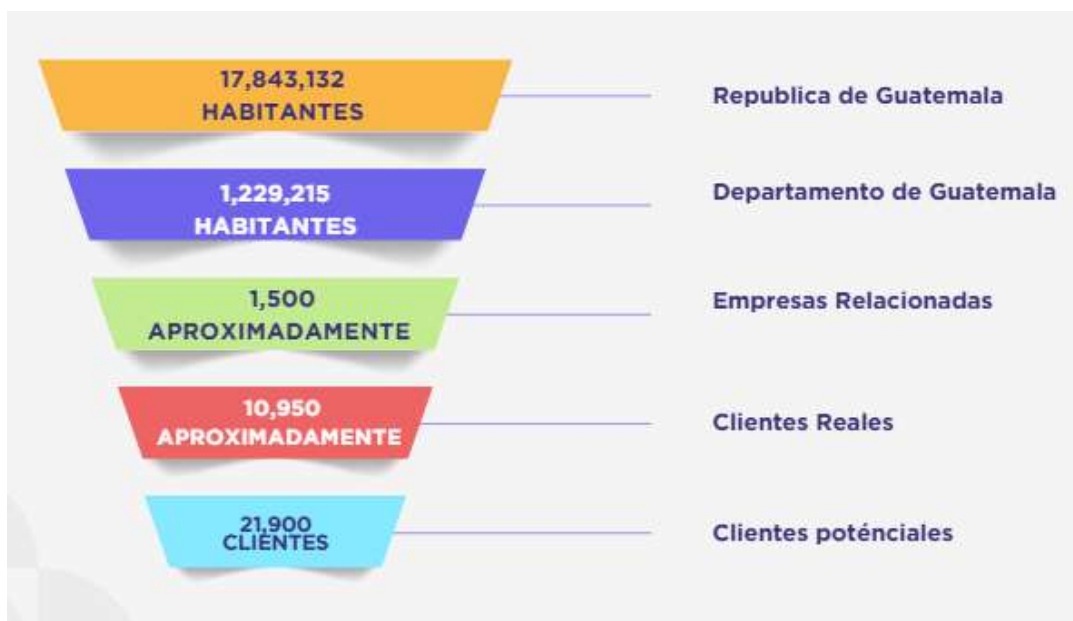 17,843,132
HABITANTES
Republica de Guatemala
1,229,215
HABITANTES
Departamento de Guatemala
1,500
APROXIMADAMENTE
Empresas Relacionadas
10,950
APROXIMADAMENTE
Clientes Reales
21,900
CLIENTES
Clientes poténciales